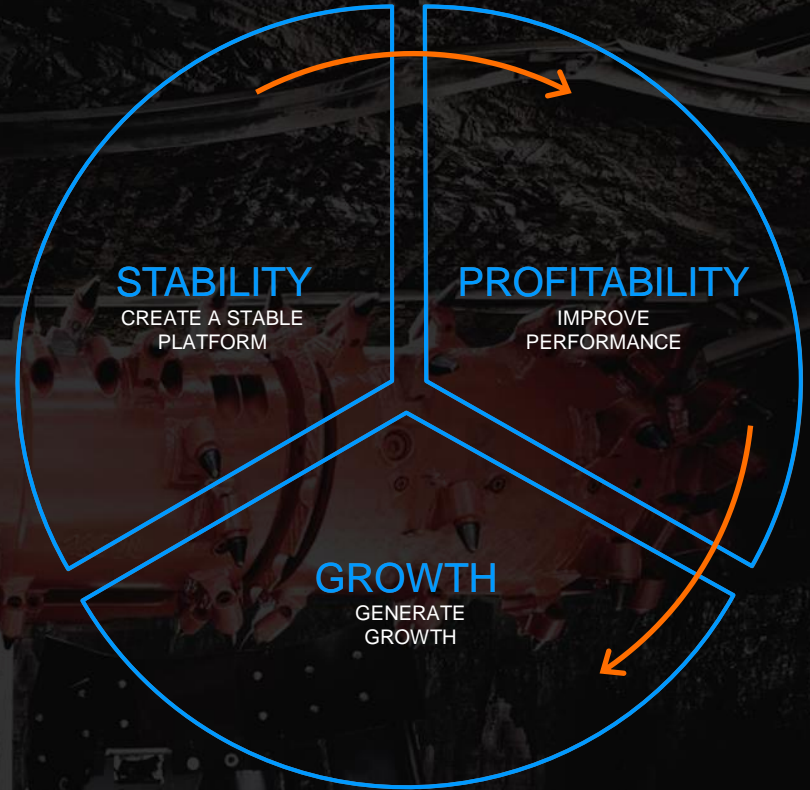 STABILITY
CREATE A STABLE
PLATFORM
PROFITABILITY
IMPROVE
PERFORMANCE
GROWTH
GENERATE
GROWTH